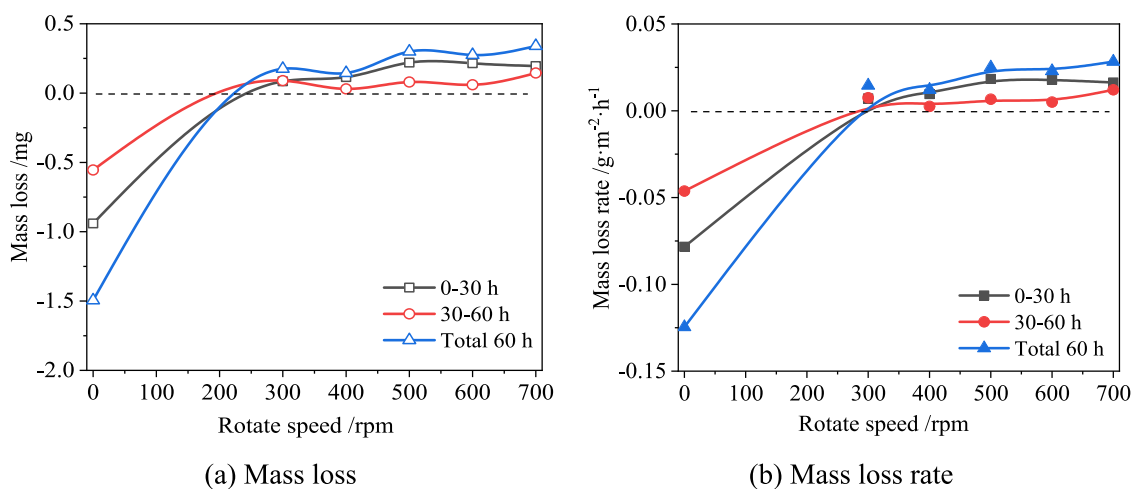 0.5
0.0
-0.5
-1.0
-1.5
-2.0
Mass loss /mg
0 100 200 300 400 500 600 700
Rotate speed /rpm
0-30 h
30-60 h
Total 60 h
(a) Mass loss
0.05
0.00
-0.05
-0.10
-0.15
Mass loss rate /g·m⁻²·h⁻¹
0 100 200 300 400 500 600 700
Rotate speed /rpm
0-30 h
30-60 h
Total 60 h
(b) Mass loss rate